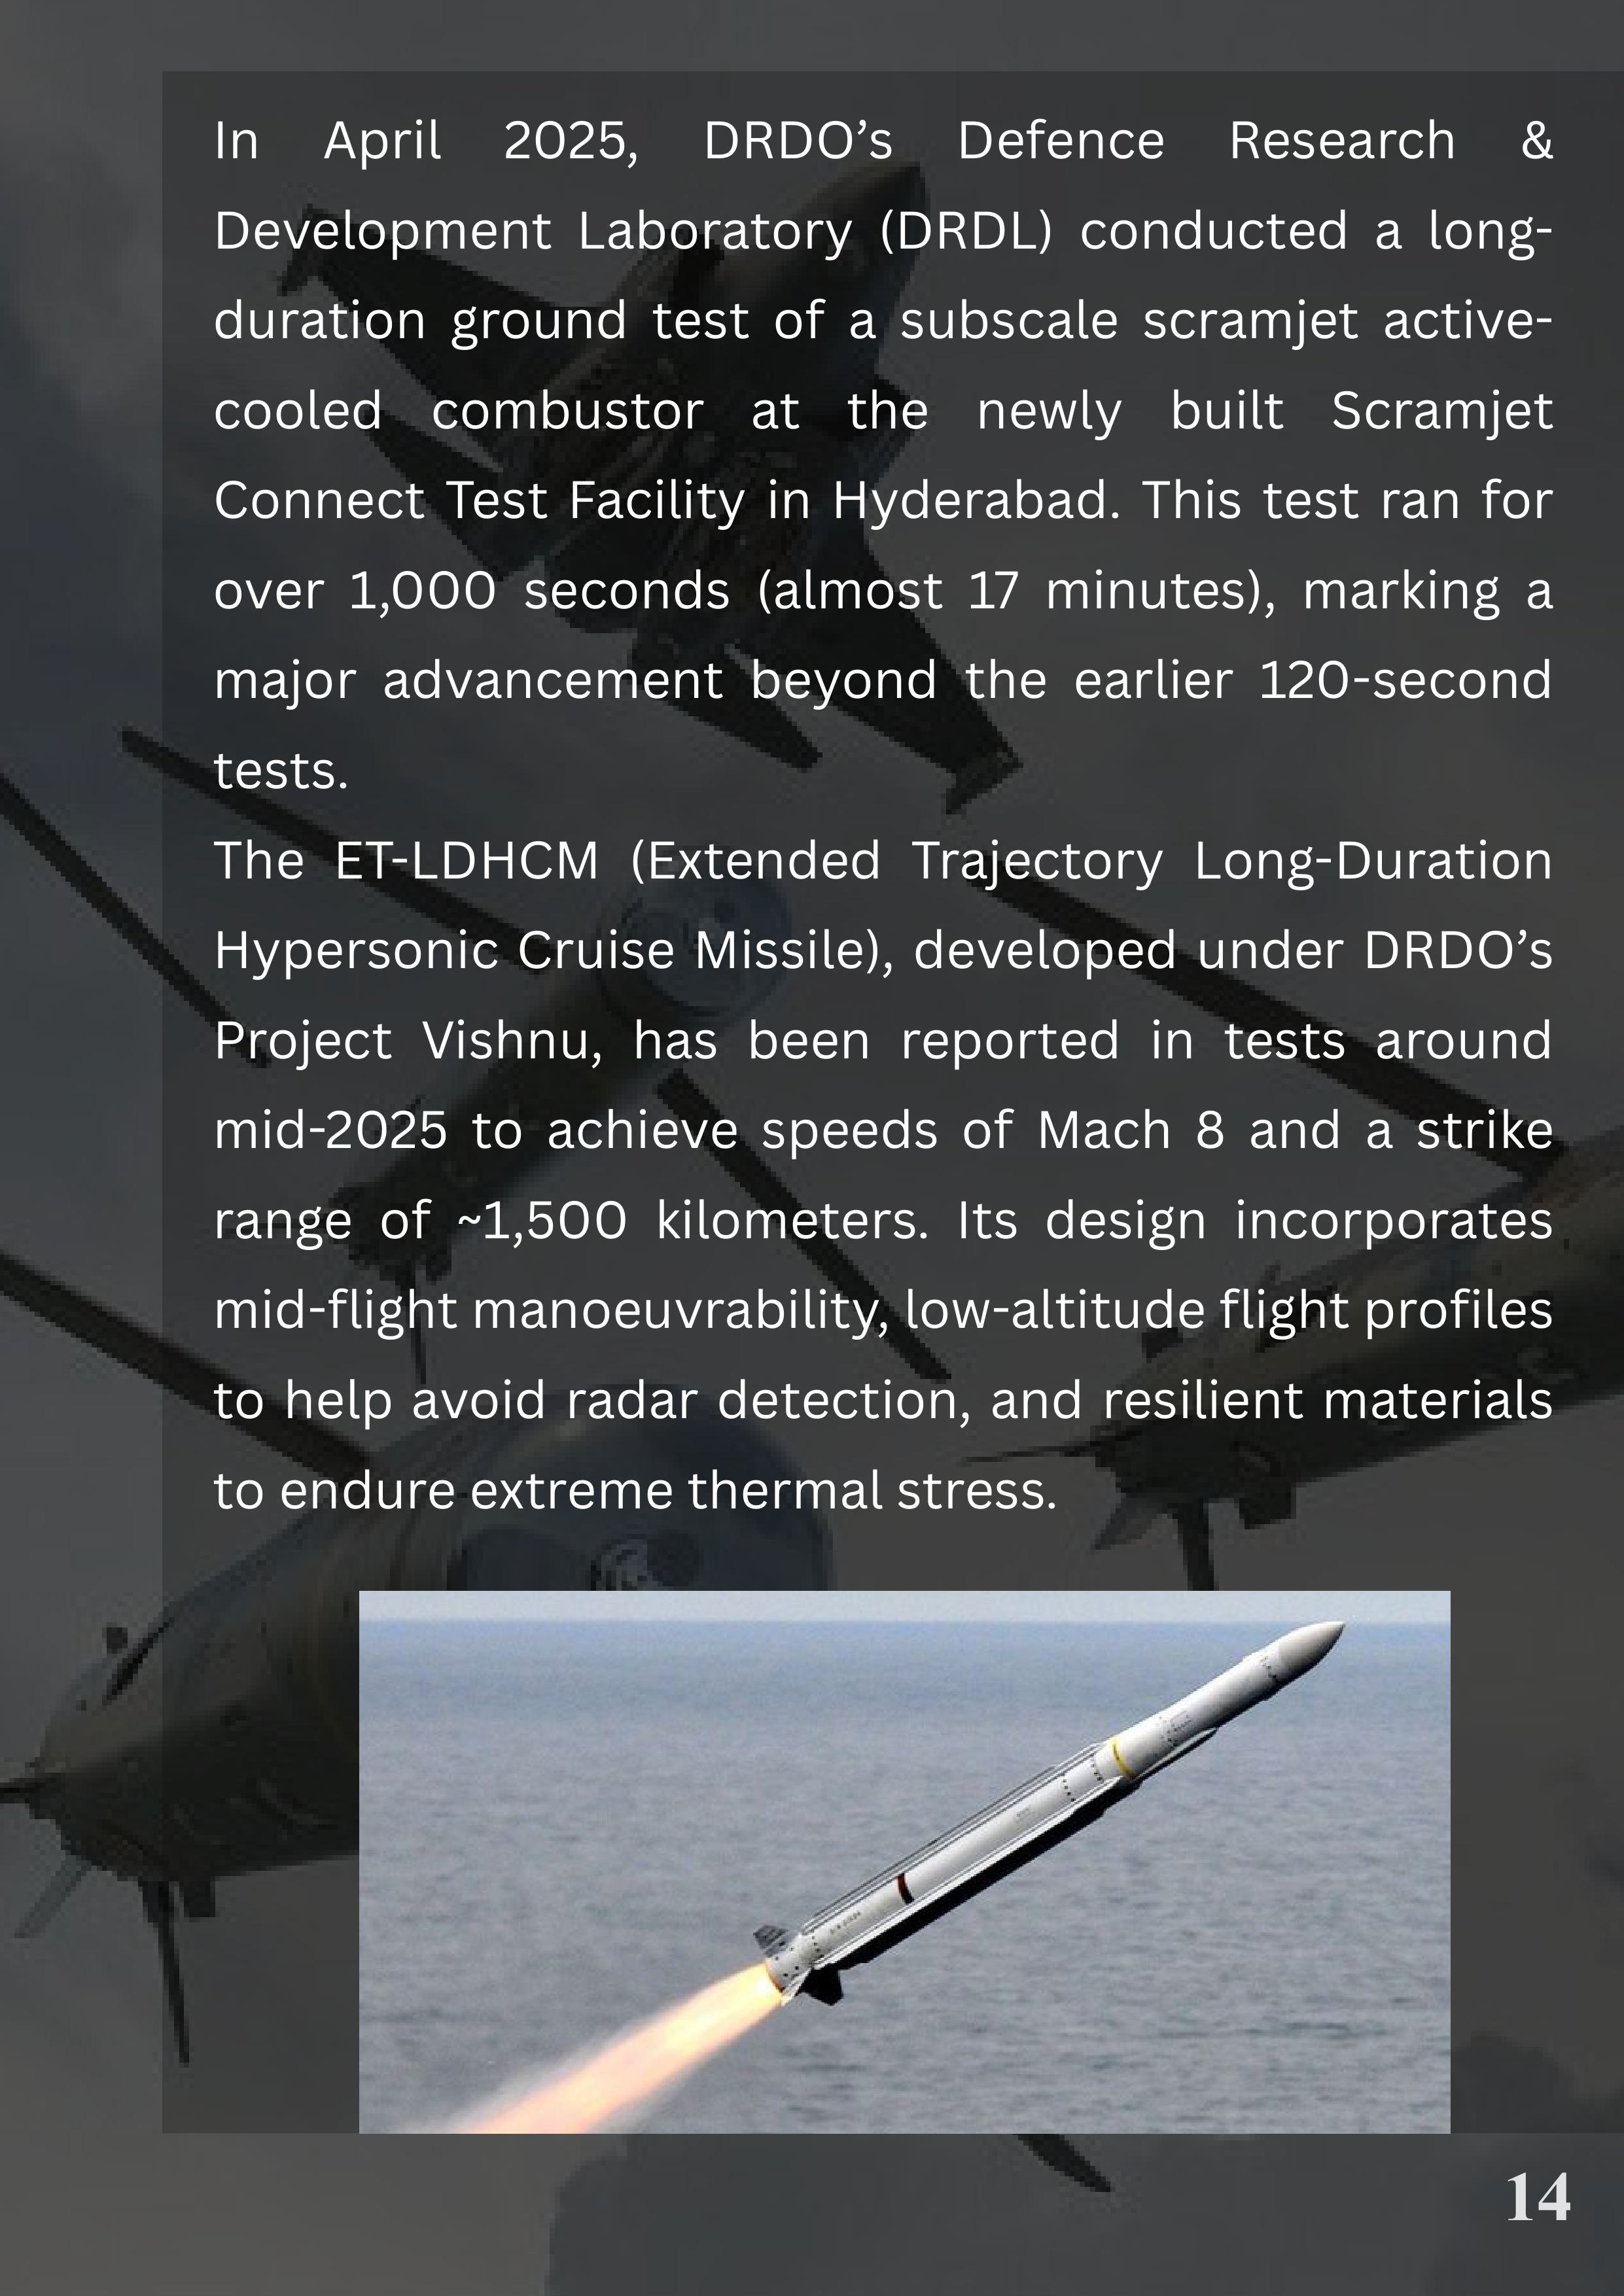 In April 2025, DRDO’s Defence Research &
Development Laboratory (DRDL) conducted a long-
duration ground test of a subscale scramjet active-
cooled combustor at the newly built Scramjet
Connect Test Facility in Hyderabad. This test ran for
over 1,000 seconds (almost 17 minutes), marking a
major advancement beyond the earlier 120-second
tests.
The ET-LDHCM (Extended Trajectory Long-Duration
Hypersonic Cruise Missile), developed under DRDO’s
Project Vishnu, has been reported in tests around
mid-2025 to achieve speeds of Mach 8 and a strike
range of ~1,500 kilometers. Its design incorporates
mid-flight manoeuvrability, low-altitude flight profiles
to help avoid radar detection, and resilient materials
to endure extreme thermal stress.
14